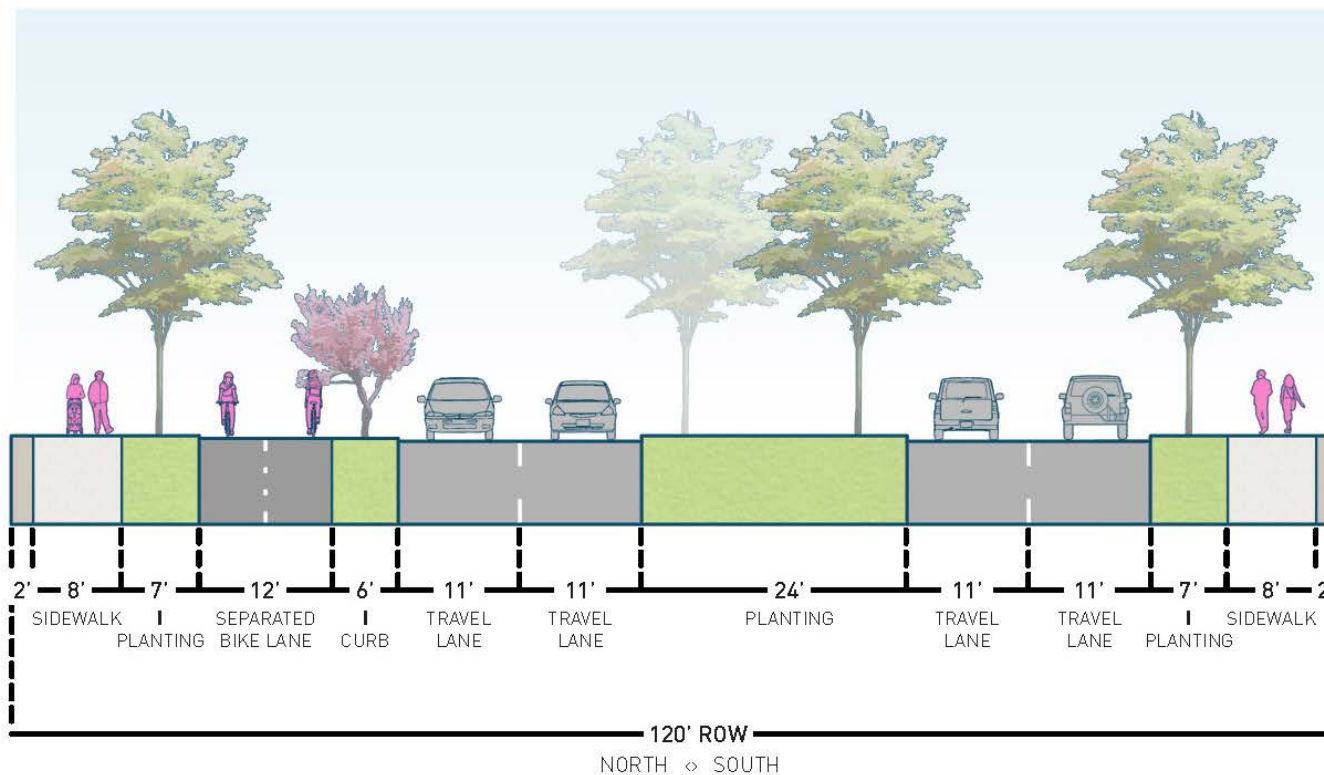 2' 8' 7' 12' 6' 11' 11' 24' 11' 11' 7' 8' 2
SIDEWALK
PLANTING
SEPARATED
BIKE LANE
CURB
TRAVEL
LANE
TRAVEL
LANE
PLANTING
TRAVEL
LANE
TRAVEL
LANE
PLANTING
SIDEWALK
120' ROW
NORTH <> SOUTH